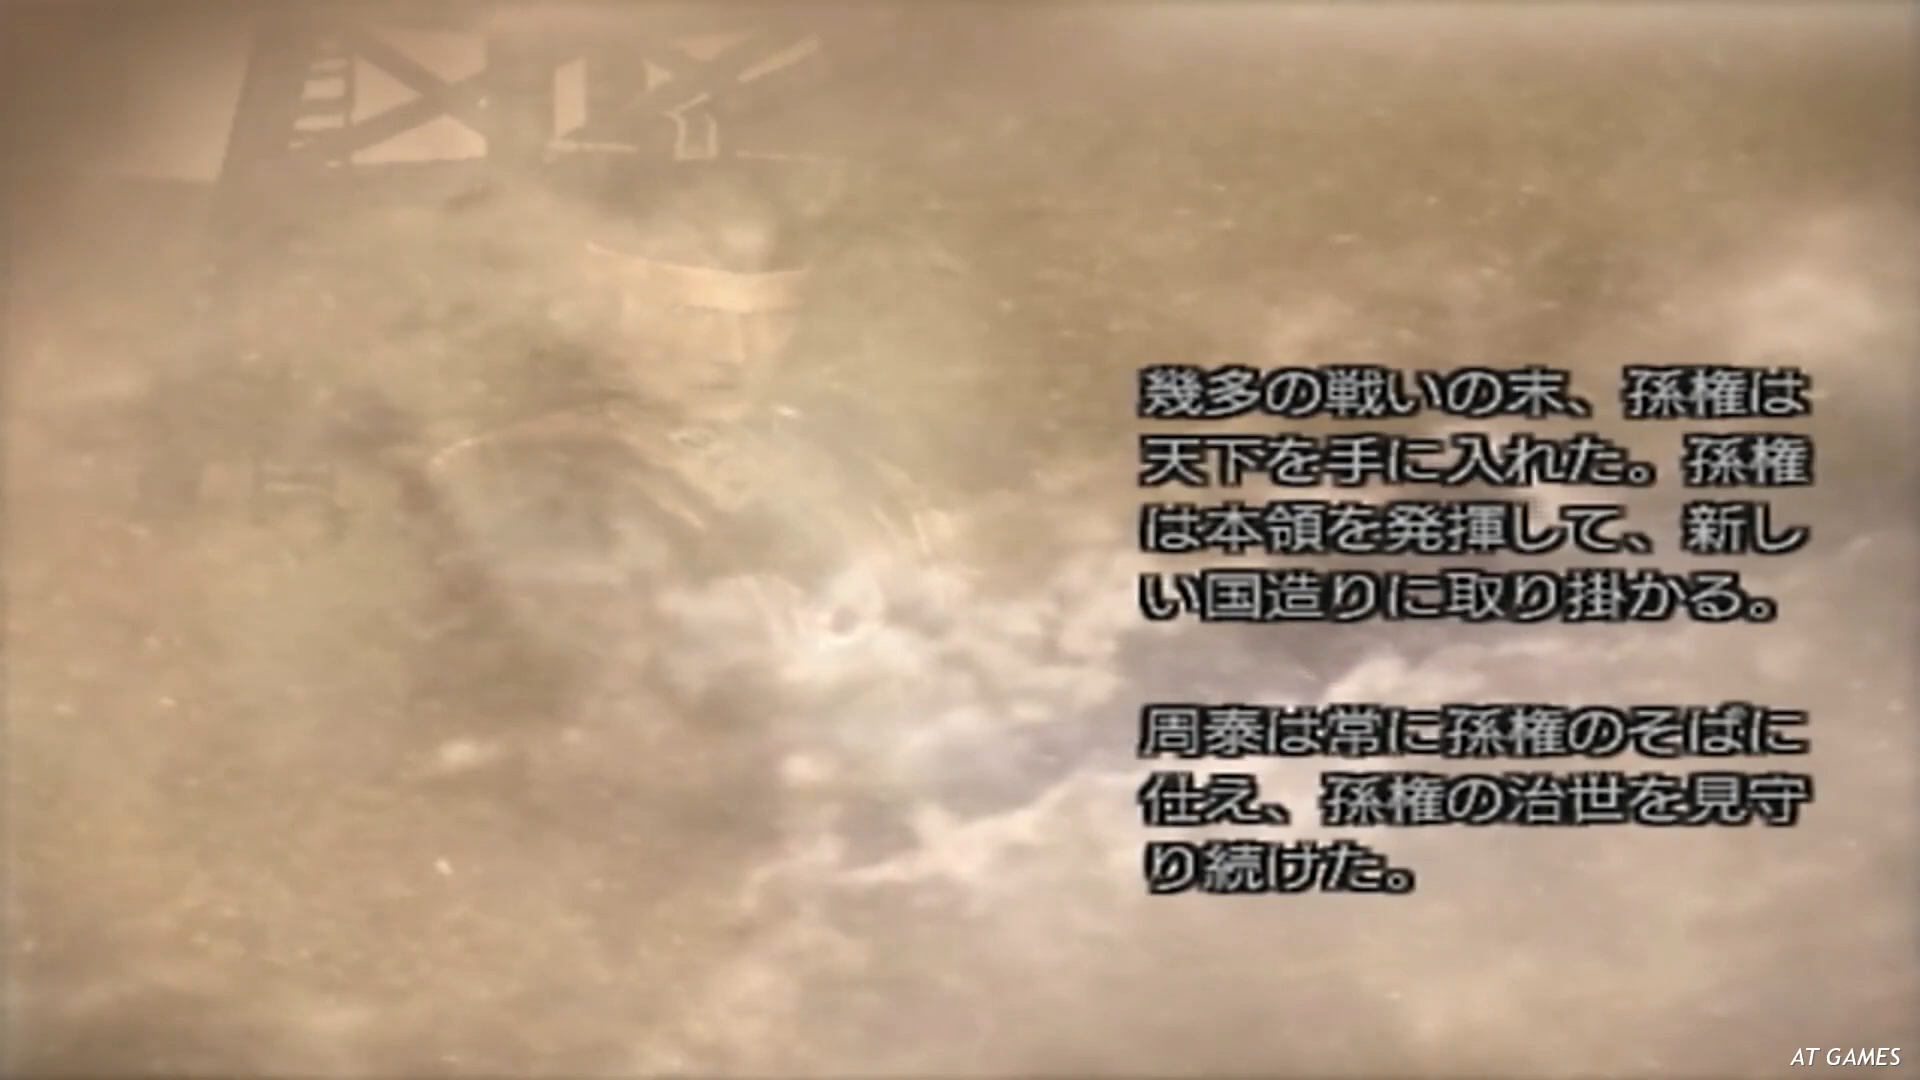 幾多の戦いの末、孫権は
天下を手に入れた。孫権
は本領を発揮して、新し
い国造りに取り掛かる。
周泰は常に孫権のそばに
仕え、孫権の治世を見守
り続けた。
AT GAMES